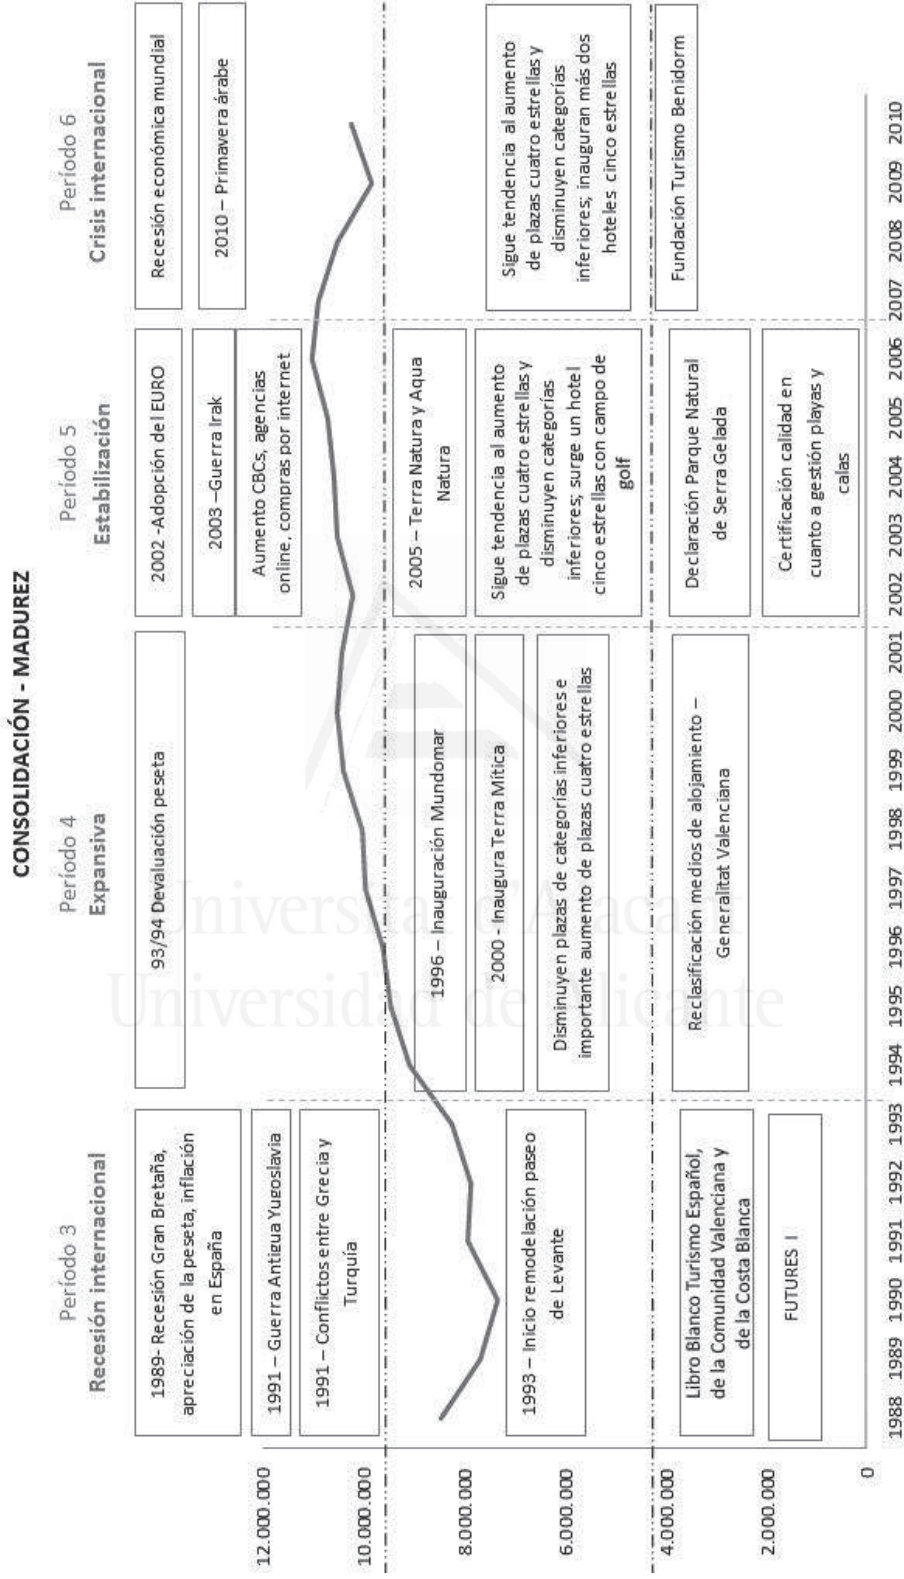 CONSOLIDACIÓN - MADUREZ
Período 3
Recesión internacional
Período 4
Expansiva
Período 5
Estabilización
Período 6
Crisis internacional
1989- Recesión Gran Bretaña,
apreciación de la peseta, inflación
en España
1991 – Guerra Antigua Yugoslavia
1991 – Conflictos entre Grecia y
Turquía
93/94 Devaluación peseta
2002 -Adopción del EURO
2003 –Guerra Irak
Aumento CBCs, agencias
online, compras por internet
Recesión económica mundial
2010 – Primavera árabe
1993 – Inicio remodelación paseo
de Levante
1996 – Inauguración Mundomar
2000 - Inaugura Terra Mítica
Disminuyen plazas de categorías inferiores e
importante aumento de plazas cuatro estrellas
2005 – Terra Natura y Aqua
Natura
Sigue tendencia al aumento
de plazas cuatro estrellas y
disminuyen categorías
inferiores; surge un hotel
cinco estrellas con campo de
golf
Sigue tendencia al aumento
de plazas cuatro estrellas y
disminuyen categorías
inferiores; inauguran más dos
hoteles cinco estrellas
Libro Blanco Turismo Español,
de la Comunidad Valenciana y
de la Costa Blanca
FUTURES I
Reclasificación medios de alojamiento –
Generalitat Valenciana
Declaración Parque Natural
de Serra Gelada
Certificación calidad en
cuanto a gestión playas y
calas
Fundación Turismo Benidorm
12.000.000
10.000.000
8.000.000
6.000.000
4.000.000
2.000.000
0
1988 1989 1990 1991 1992 1993 1994 1995 1996 1997 1998 1999 2000 2001 2002 2003 2004 2005 2006 2007 2008 2009 2010
Universitat d'Alacant
Universidad de Alicante